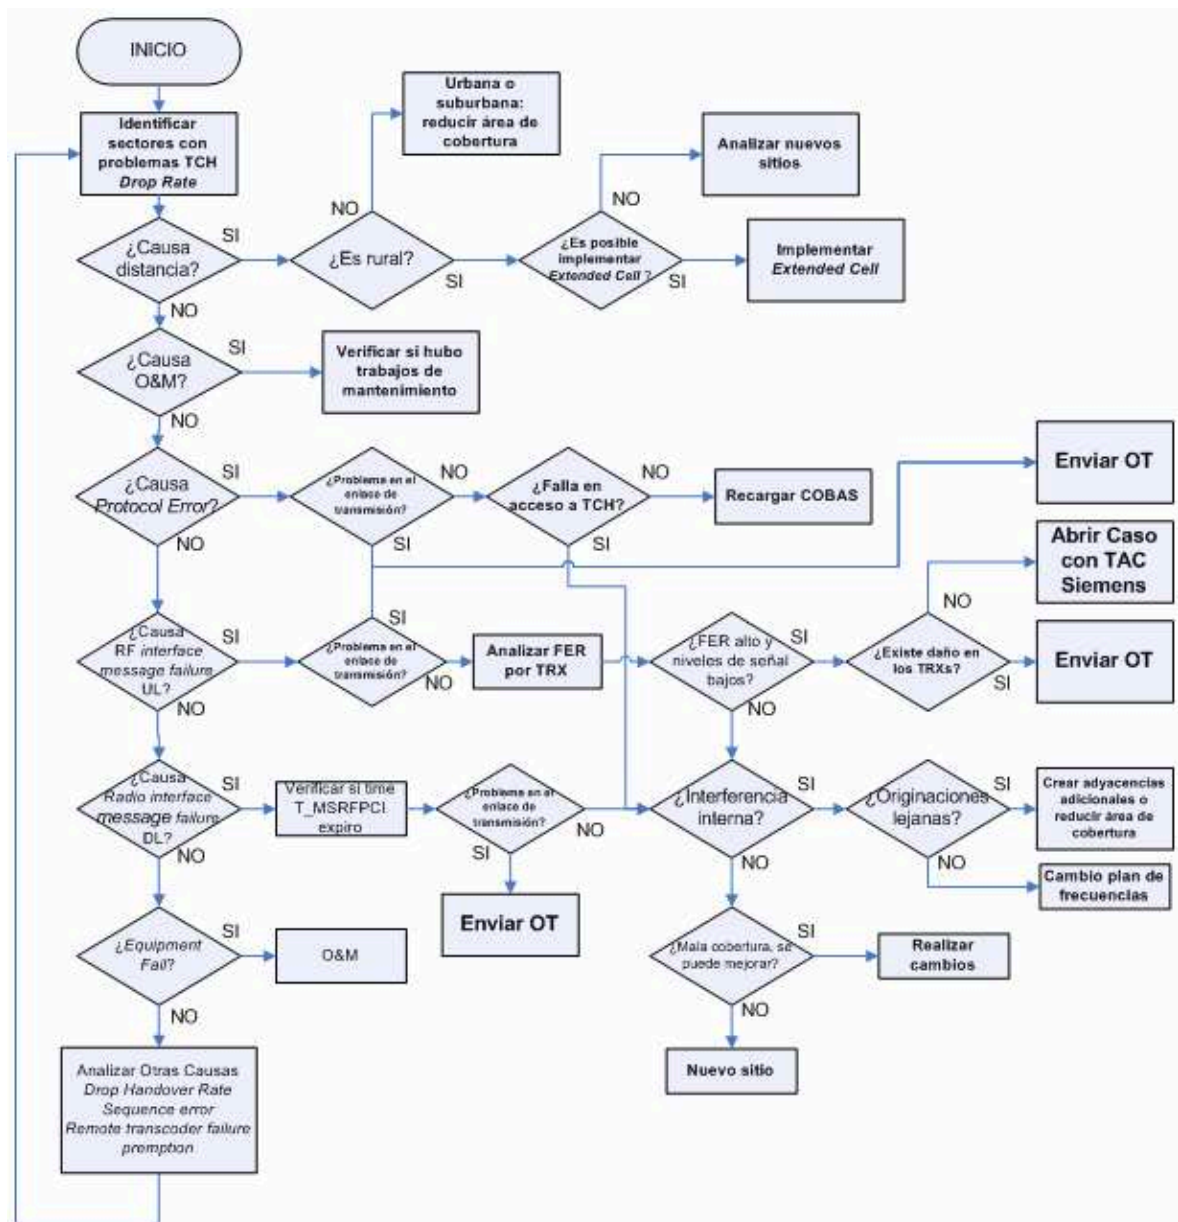 INICIO
Identificar
sectores con
problemas TCH
Drop Rate
Urbana o
suburbana:
reducir área de
cobertura
Analizar nuevos
sitios
NO
NO
¿Causa
distancia?
SI
¿Es rural?
SI
¿Es posible
implementar
Extended Cell ?
SI
Implementar
Extended Cell
NO
¿Causa
O&M?
SI
Verificar si hubo
trabajos de
mantenimiento
NO
¿Causa
Protocol Error?
SI
¿Problema en el
enlace de
transmisión?
NO
¿Falla en
acceso a TCH?
NO
Recargar COBAS
Enviar OT
NO
SI
SI
Abrir Caso
con TAC
Siemens
¿Causa
RF interface
message failure
UL?
SI
SI
¿Problema en el
enlace de
transmisión?
NO
Analizar FER
por TRX
¿FER alto y
niveles de señal
bajos?
SI
¿Existe daño en
los TRXs?
NO
SI
Enviar OT
NO
NO
¿Causa
Radio interface
message failure
DL?
SI
Verificar si time
T_MSRFPCI
expiro
¿Problema en el
enlace de
transmisión?
NO
SI
Enviar OT
¿Interferencia
interna?
SI
¿Originaciones
lejanas?
SI
Crear adyacencias
adicionales o
reducir área de
cobertura
NO
Cambio plan de
frecuencias
NO
NO
¿Equipment
Fail?
SI
O&M
¿Mala cobertura, se
puede mejorar?
SI
Realizar
cambios
NO
NO
Nuevo sitio
Analizar Otras Causas
Drop Handover Rate
Sequence error
Remote transcoder failure
premption